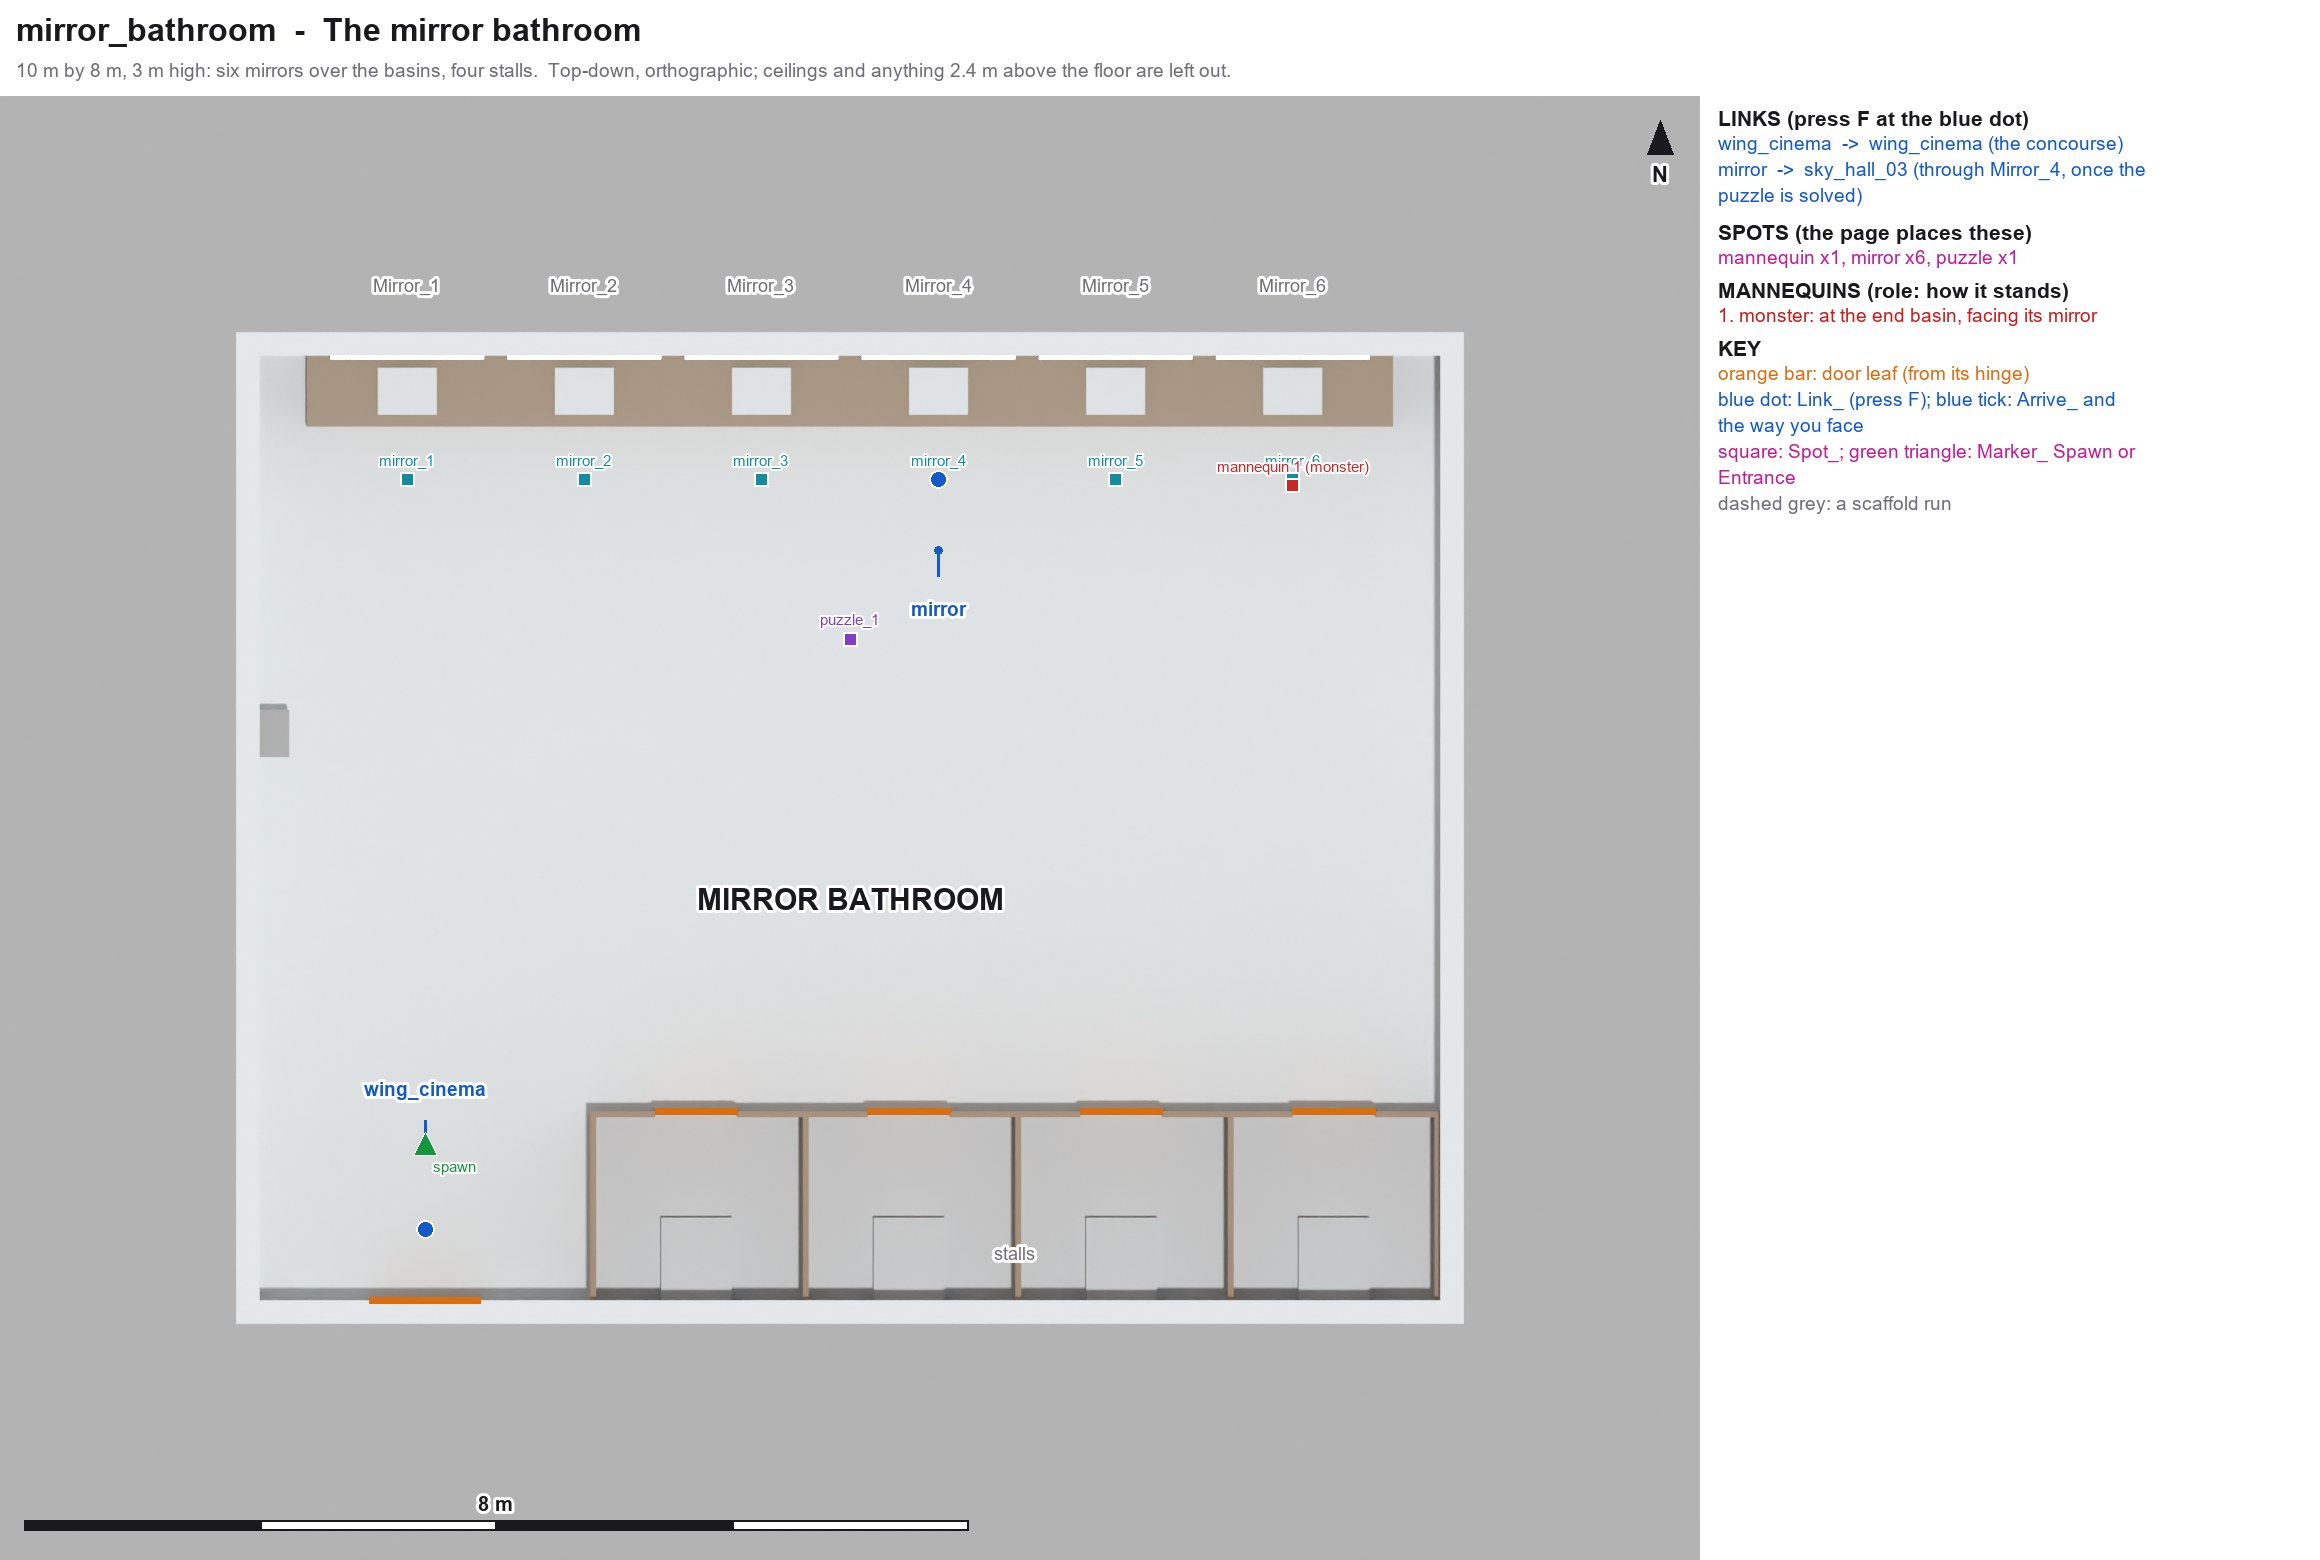 mirror_bathroom  -  The mirror bathroom
10 m by 8 m, 3 m high: six mirrors over the basins, four stalls.  Top-down, orthographic; ceilings and anything 2.4 m above the floor are left out.
N
LINKS (press F at the blue dot)
wing_cinema  ->  wing_cinema (the concourse)
mirror  ->  sky_hall_03 (through Mirror_4, once the
puzzle is solved)
SPOTS (the page places these)
mannequin x1, mirror x6, puzzle x1
MANNEQUINS (role: how it stands)
1. monster: at the end basin, facing its mirror
KEY
orange bar: door leaf (from its hinge)
blue dot: Link_ (press F); blue tick: Arrive_ and
the way you face
square: Spot_; green triangle: Marker_ Spawn or
Entrance
dashed grey: a scaffold run
Mirror_1 Mirror_2 Mirror_3 Mirror_4 Mirror_5 Mirror_6
mirror_1 mirror_2 mirror_3 mirror_4 mirror_5 mirror_6
mannequin 1 (monster)
mirror
puzzle_1
MIRROR BATHROOM
wing_cinema
spawn
stalls
8 m